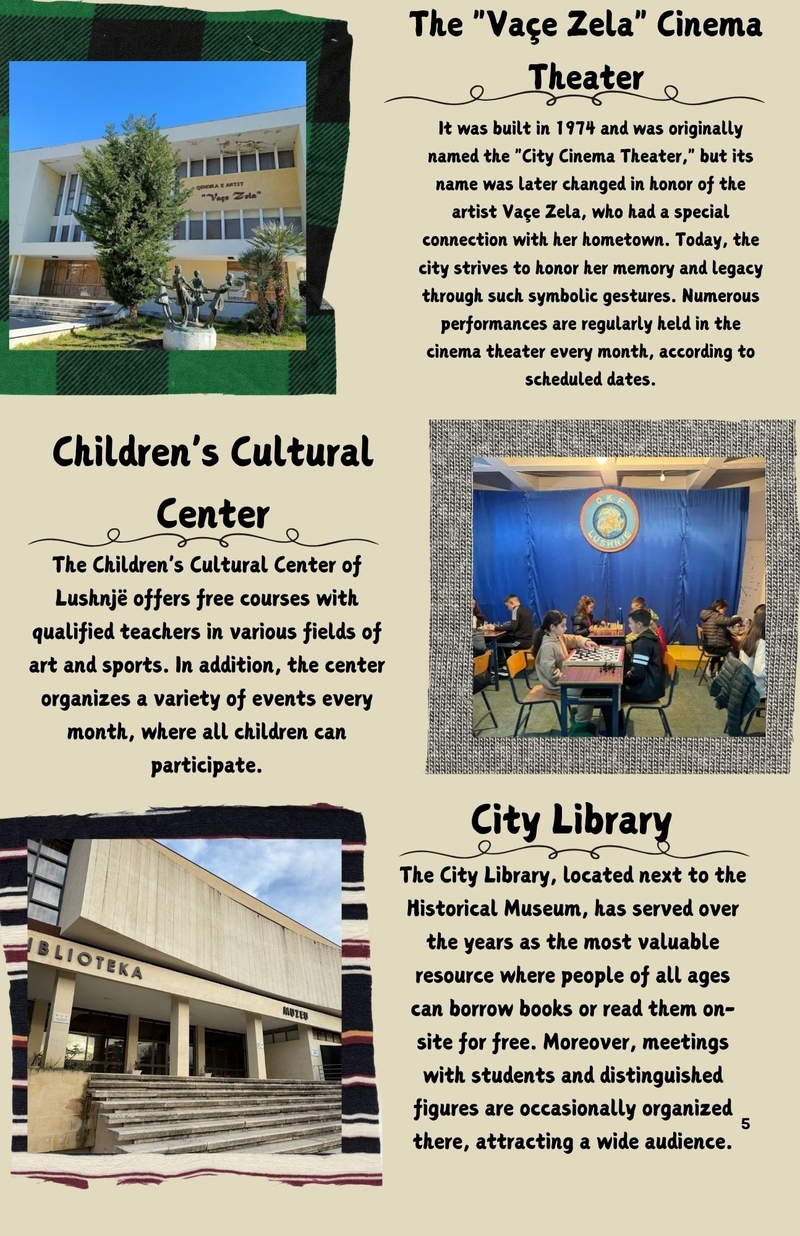 The "Vaçe Zela" Cinema
Theater
It was built in 1974 and was originally
named the "City Cinema Theater," but its
name was later changed in honor of the
artist Vaçe Zela, who had a special
connection with her hometown. Today, the
city strives to honor her memory and legacy
through such symbolic gestures. Numerous
performances are regularly held in the
cinema theater every month, according to
scheduled dates.
QENDRA E ARTIT
"Vaçe Zela"
Children's Cultural
Center
The Children's Cultural Center of
Lushnjë offers free courses with
qualified teachers in various fields of
art and sports. In addition, the center
organizes a variety of events every
month, where all children can
participate.
QKF
LUSHNJE
City Library
The City Library, located next to the
Historical Museum, has served over
the years as the most valuable
resource where people of all ages
can borrow books or read them on-
site for free. Moreover, meetings
with students and distinguished
figures are occasionally organized
there, attracting a wide audience.
IBLIOTEKA
MUZEU
5